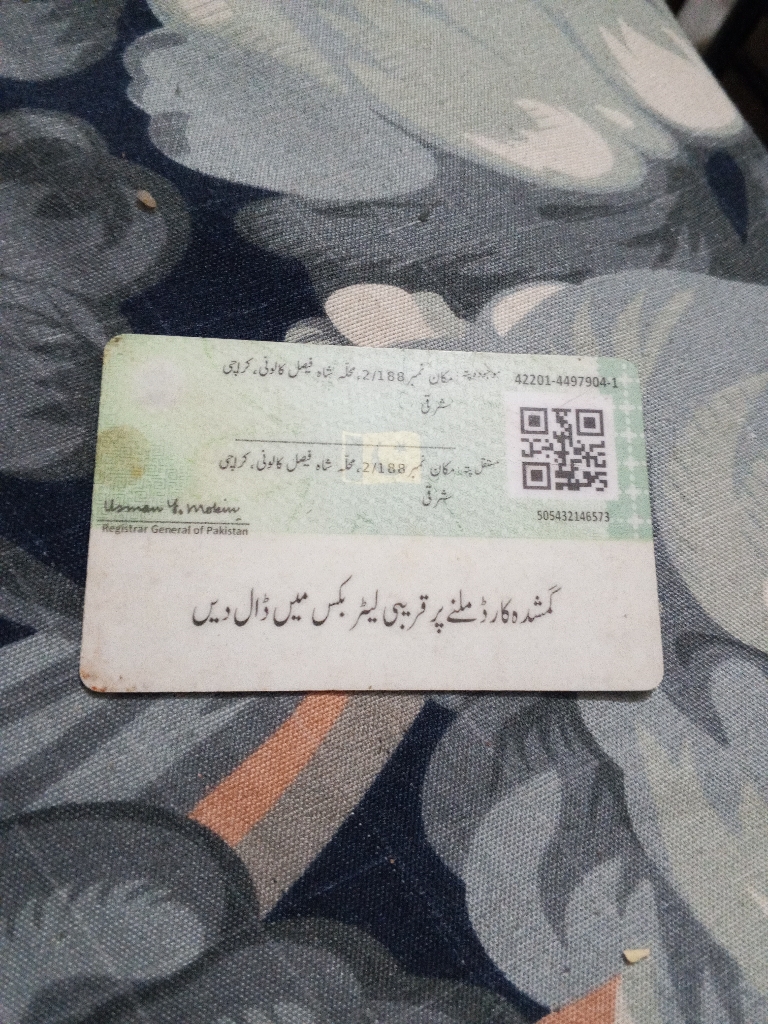 موجودہ پتہ: مکان نمبر 2/188، محلہ شاہ فیصل کالونی، کراچی
شرقی
42201-4497904-1
مستقل پتہ: مکان نمبر 2/188، محلہ شاہ فیصل کالونی، کراچی
شرقی
505432146573
Usman Y. Mobin
Registrar General of Pakistan
گمشدہ کارڈ ملنے پر قریبی لیٹر بکس میں ڈال دیں